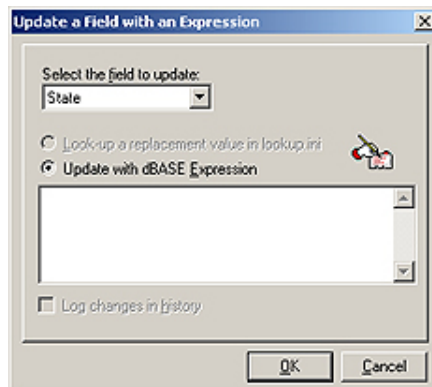 Update a Field with an Expression
Select the field to update:
State
Look-up a replacement value in lookup.ini
Update with dBASE Expression
Log changes in history
OK
Cancel